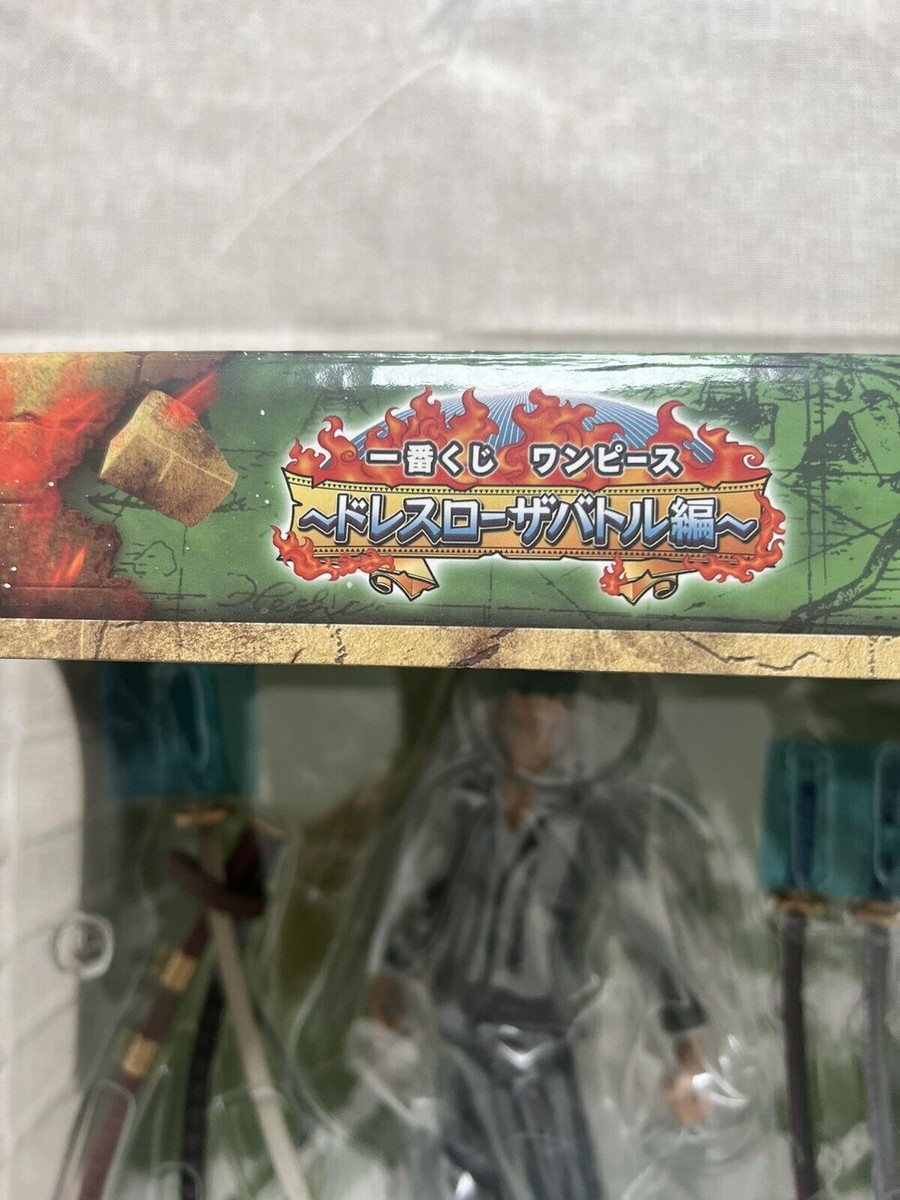 一番くじ ワンピース
～ドレスローザバトル編～